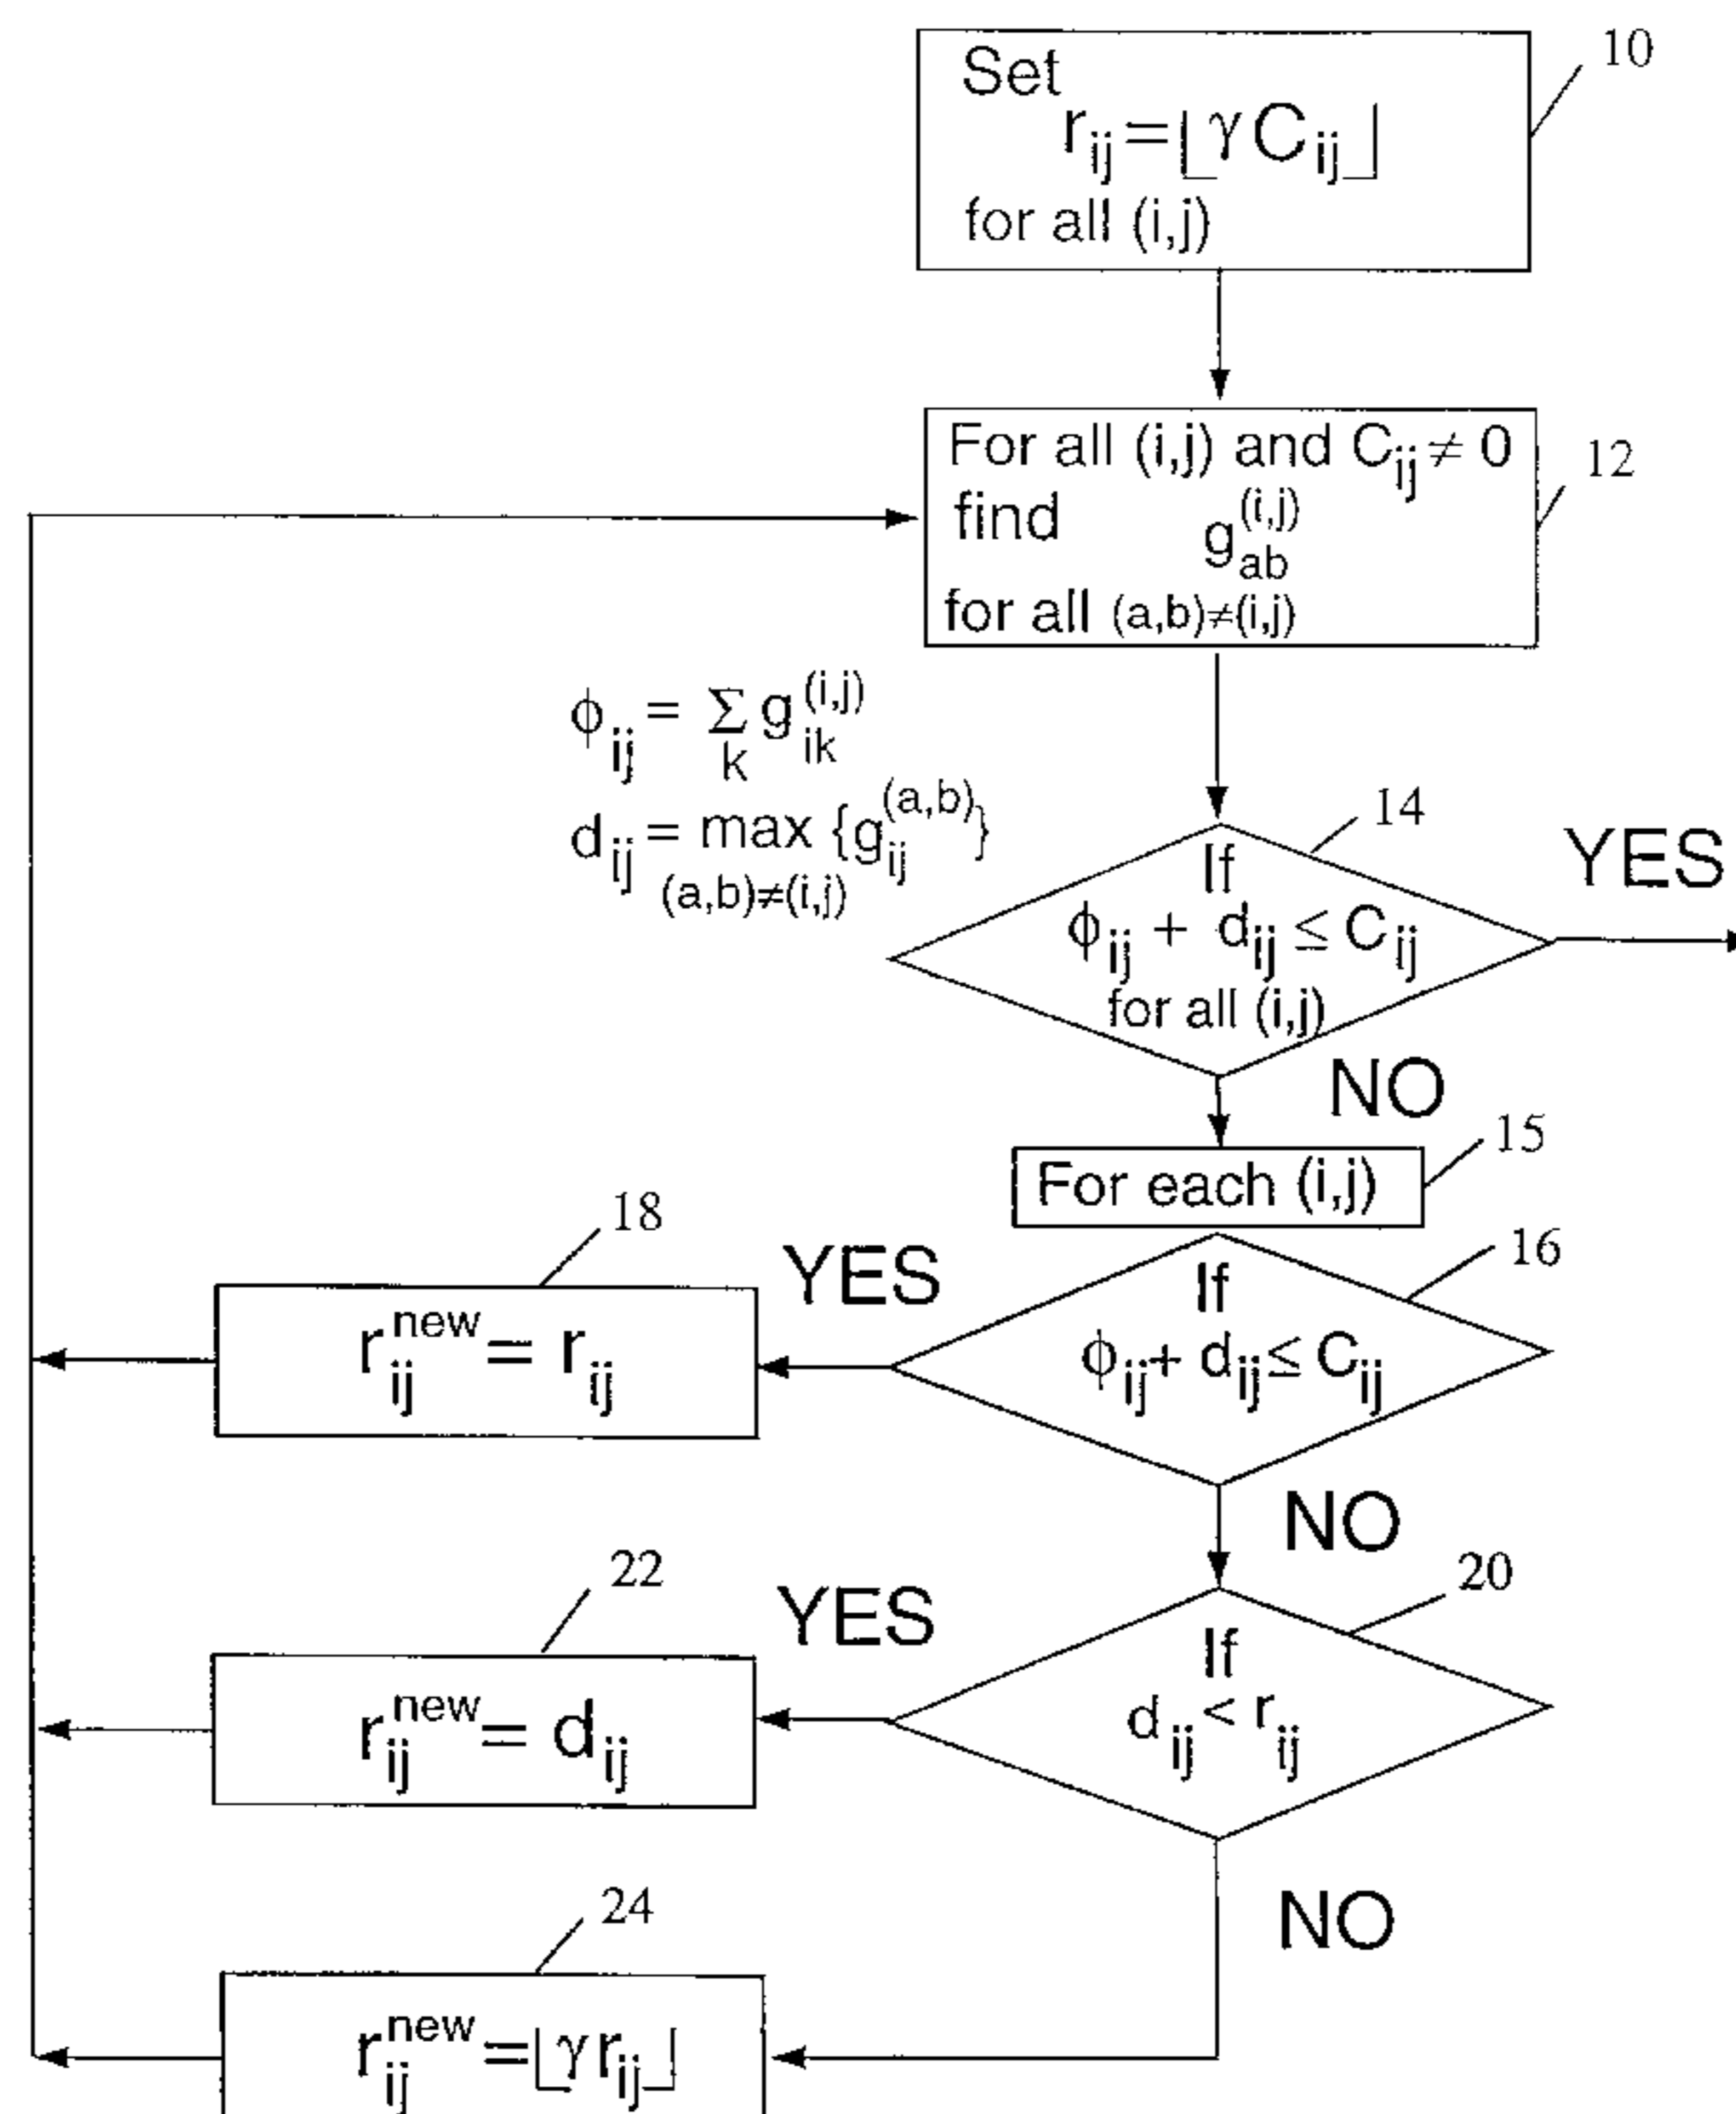 10
Set
r_ij = ⌊γ C_ij⌋
for all (i,j)
12
For all (i,j) and C_ij ≠ 0
find g_ab^(i,j)
for all (a,b)≠(i,j)
ϕ_ij = Σ_k g_ik^(i,j)
d_ij = max_(a,b)≠(i,j) {g_ij^(a,b)}
14
If
ϕ_ij + d_ij ≤ C_ij
for all (i,j)
YES
NO
15
For each (i,j)
16
If
ϕ_ij + d_ij ≤ C_ij
YES
18
r_ij^new = r_ij
NO
20
If
d_ij < r_ij
YES
22
r_ij^new = d_ij
NO
24
r_ij^new = ⌊γ r_ij⌋